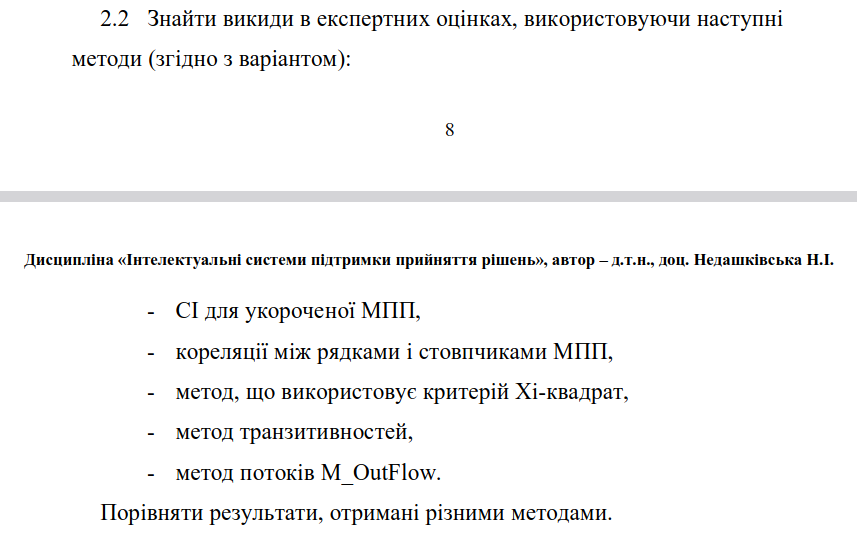 2.2 Знайти викиди в експертних оцінках, використовуючи наступні
методи (згідно з варіантом):
8
Дисципліна «Інтелектуальні системи підтримки прийняття рішень», автор – д.т.н., доц. Недашківська Н.І.
- CI для укороченої МПП,
- кореляції між рядками і стовпчиками МПП,
- метод, що використовує критерій Хі-квадрат,
- метод транзитивностей,
- метод потоків M_OutFlow.
Порівняти результати, отримані різними методами.